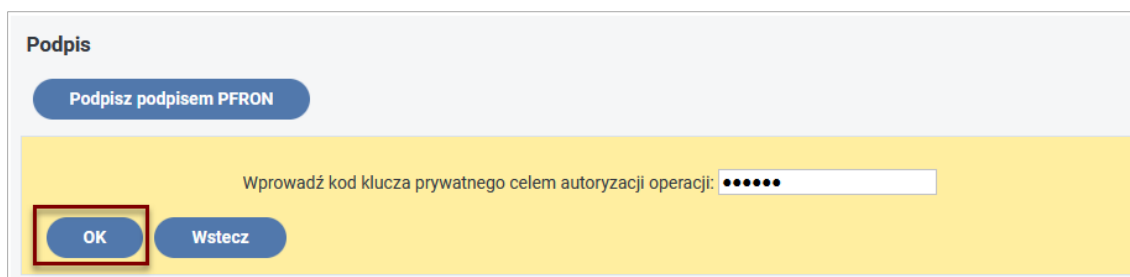 Podpis
Podpisz podpisem PFRON
Wprowadź kod klucza prywatnego celem autoryzacji operacji: ●●●●●●
OK Wstecz